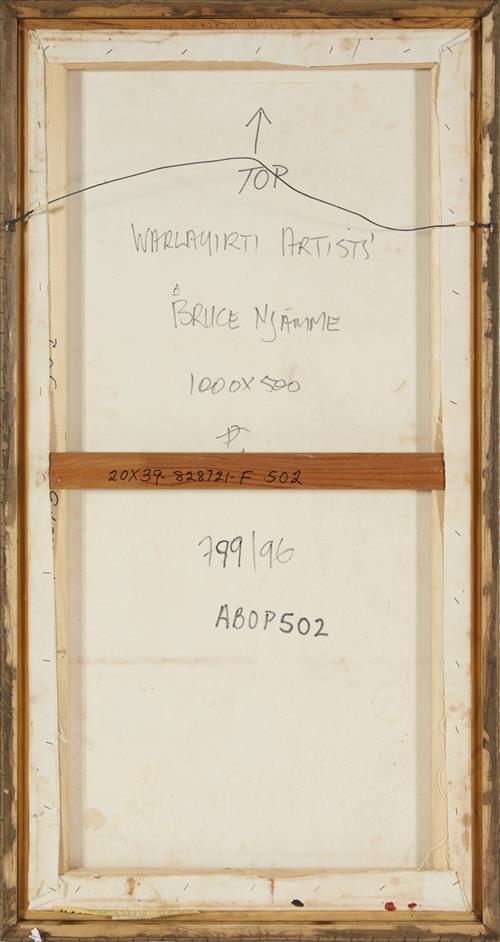 TOP
WARLAYIRTI ARTISTS'
BRUCE NJAMME
1000X500
20X39-828721-F 502
799/96
ABOP502